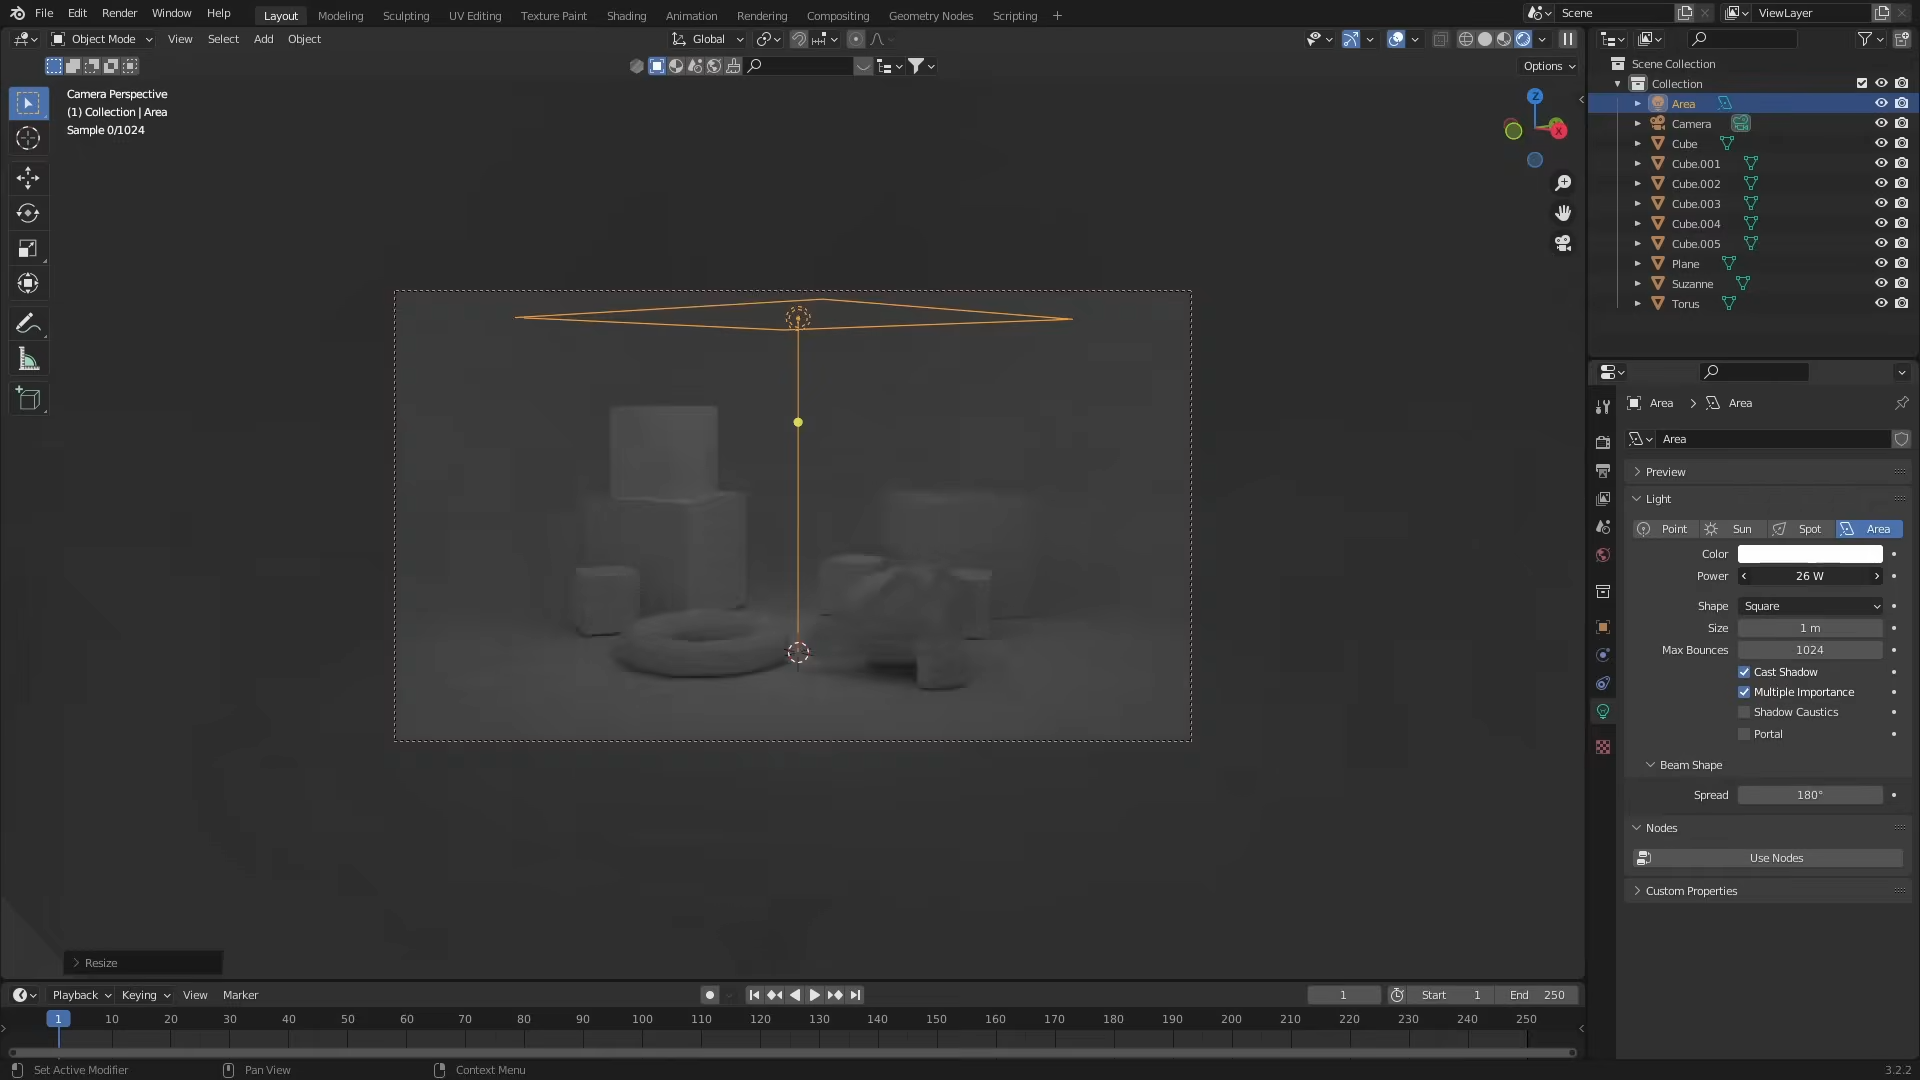 File Edit Render Window Help Layout Modeling Sculpting UV Editing Texture Paint Shading Animation Rendering Compositing Geometry Nodes Scripting + Scene ViewLayer
Object Mode View Select Add Object Global
Options
Camera Perspective
(1) Collection | Area
Sample 0/1024
Z
X
Resize
Scene Collection
Collection
Area
Camera
Cube
Cube.001
Cube.002
Cube.003
Cube.004
Cube.005
Plane
Suzanne
Torus
Area > Area
Area
Preview
Light
Point Sun Spot Area
Color
Power 26 W
Shape Square
Size 1 m
Max Bounces 1024
Cast Shadow
Multiple Importance
Shadow Caustics
Portal
Beam Shape
Spread 180°
Nodes
Use Nodes
Custom Properties
Playback Keying View Marker 1 Start 1 End 250
1 10 20 30 40 50 60 70 80 90 100 110 120 130 140 150 160 170 180 190 200 210 220 230 240 250
Set Active Modifier Pan View Context Menu 3.2.2